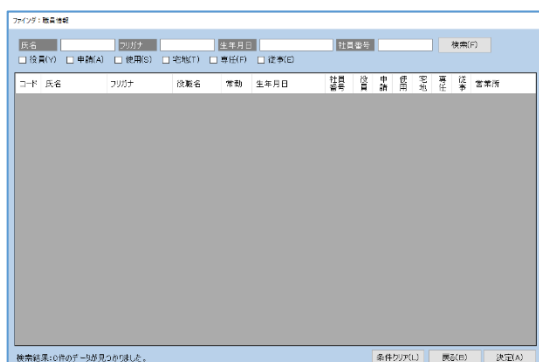 ファインダ：職員情報
氏名 フリガナ 生年月日 社員番号 検索(F)
役員(Y) 申請(A) 使用(S) 宅地(T) 専任(F) 従事(E)
コード 氏名 フリガナ 役職名 常勤 生年月日 社員番号 役員 申請 使用 宅地 専任 従事 営業所
検索結果：0件のデータが見つかりました。 条件クリア(L) 戻る(B) 決定(A)